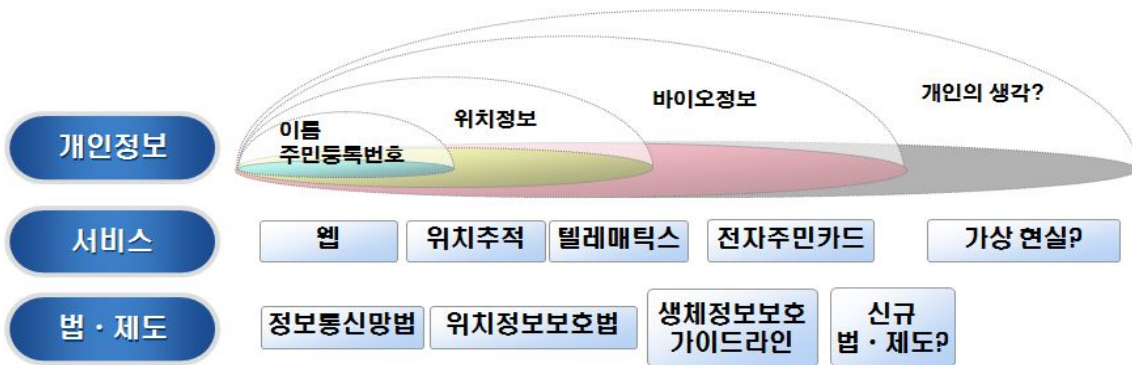 개인의 생각?
바이오정보
위치정보
이름
주민등록번호
개인정보
서비스
웹
위치추적
텔레매틱스
전자주민카드
가상 현실?
법·제도
정보통신망법
위치정보보호법
생체정보보호
가이드라인
신규
법·제도?